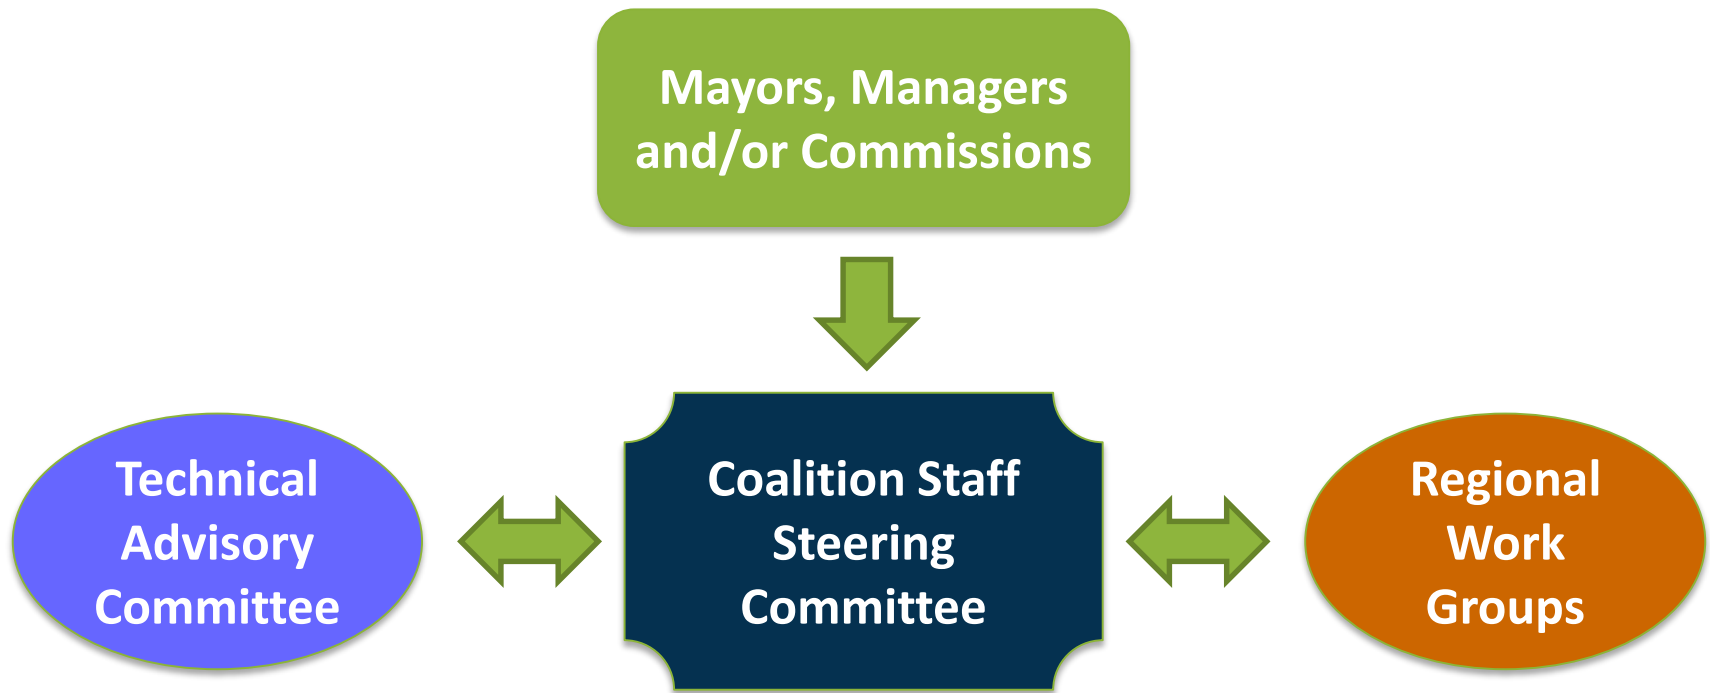 Mayors, Managers
and/or Commissions
Technical
Advisory
Committee
Coalition Staff
Steering
Committee
Regional
Work
Groups